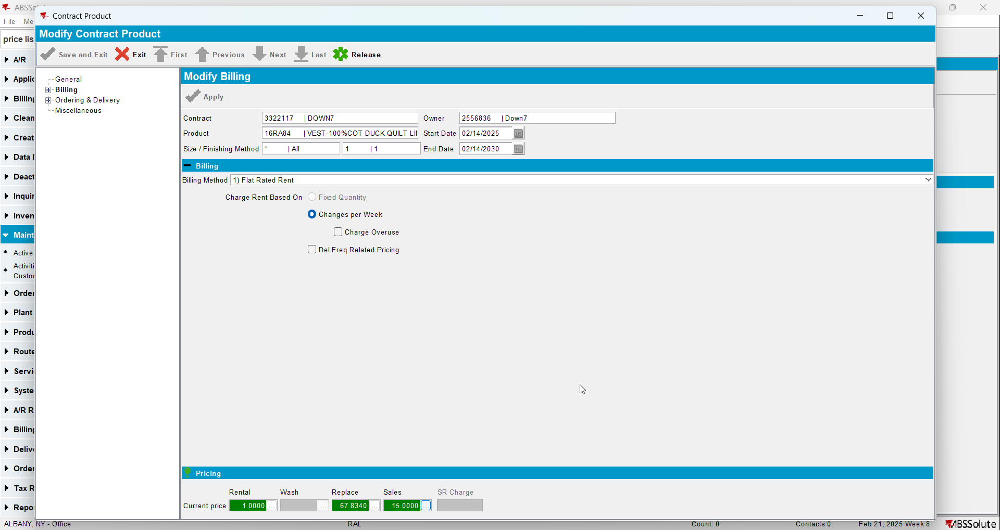 ABSSolut
Contract Product
File Me
Modify Contract Product
price lis
Save and Exit Exit First Previous Next Last Release
A/R
Applic
Billing
Clean
Creat
Data
Deact
Inquir
Inven
Maint
Active
Activiti
Custo
Order
Plant
Produ
Route
Servi
Syste
A/R R
Billing
Delive
Order
Tax R
Repo
General
Billing
Ordering & Delivery
Miscellaneous
Modify Billing
Apply
Contract 3322117 | DOWN7 Owner 2556836 | Down7
Product 16RA84 | VEST-100%COT DUCK QUILT LI Start Date 02/14/2025
Size / Finishing Method * | All 1 | 1 End Date 02/14/2030
Billing
Billing Method 1) Flat Rated Rent
Charge Rent Based On Fixed Quantity
Changes per Week
Charge Overuse
Del Freq Related Pricing
Pricing
Rental Wash Replace Sales SR Charge
Current price 1.0000 ... ... 67.8340 ... 15.0000 ...
ALBANY, NY - Office RAL Count: 0 Contacts 0 Feb 21, 2025 Week 8 ABSSolute